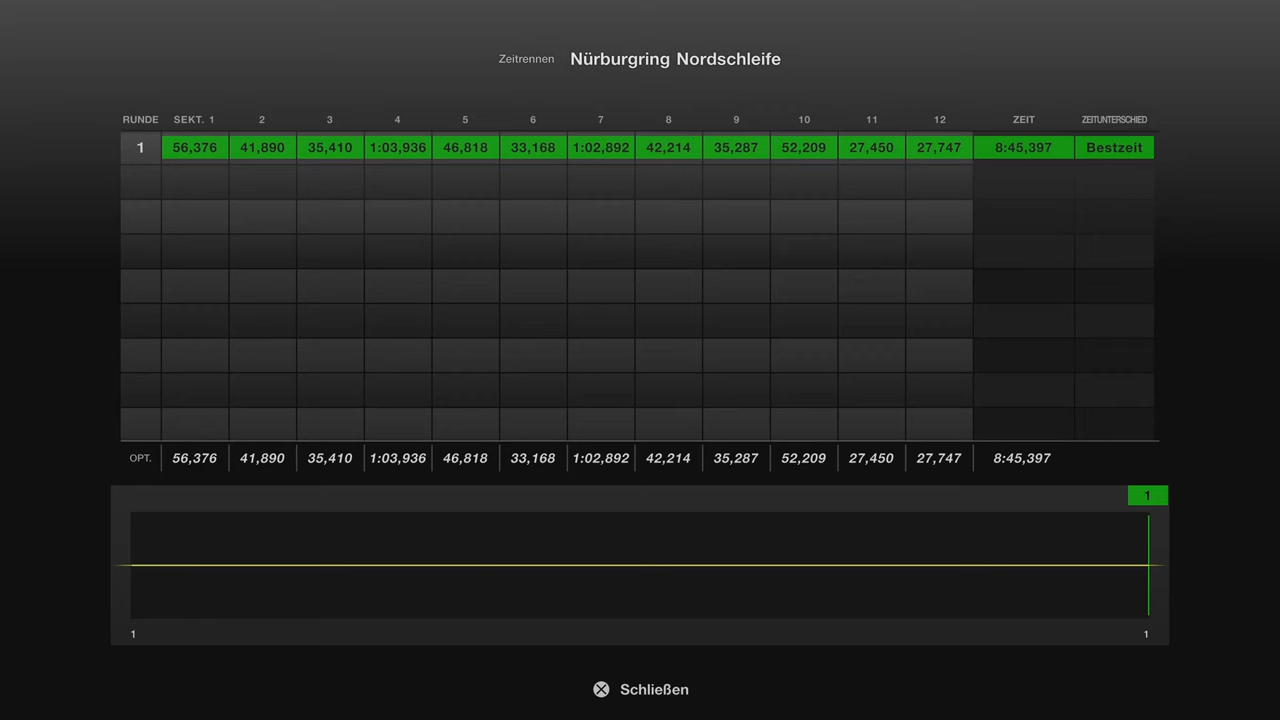 Zeitrennen Nürburgring Nordschleife
RUNDE SEKT. 1 2 3 4 5 6 7 8 9 10 11 12 ZEIT ZEITUNTERSCHIED
1 56,376 41,890 35,410 1:03,936 46,818 33,168 1:02,892 42,214 35,287 52,209 27,450 27,747 8:45,397 Bestzeit
OPT. 56,376 41,890 35,410 1:03,936 46,818 33,168 1:02,892 42,214 35,287 52,209 27,450 27,747 8:45,397
1
1 1
Schließen